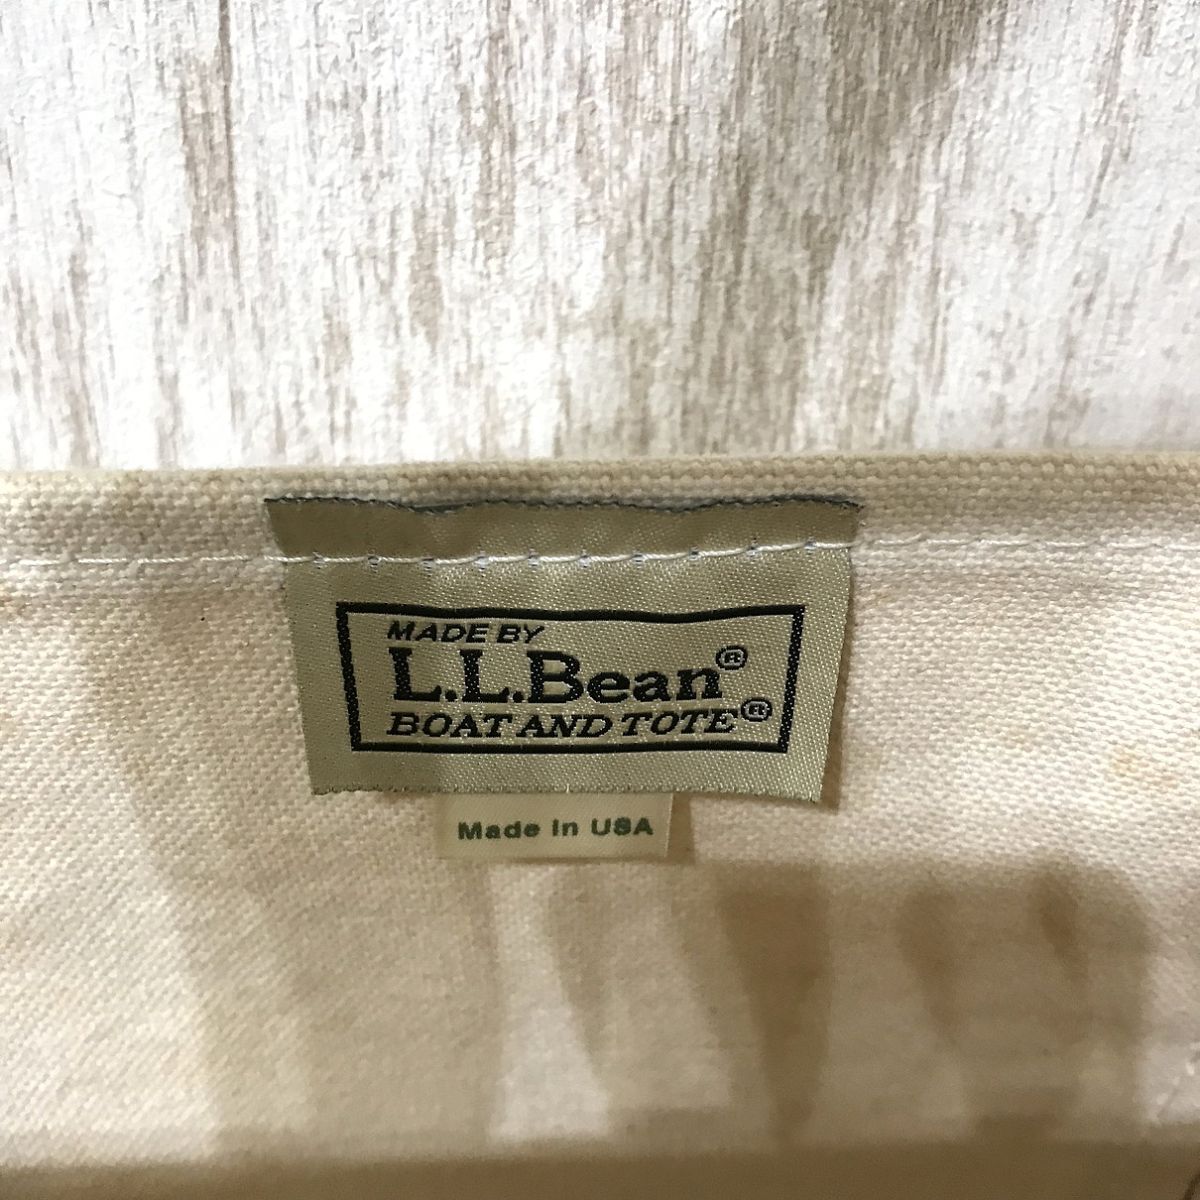 MADE BY
L.L.Bean®
BOAT AND TOTE®
Made In USA